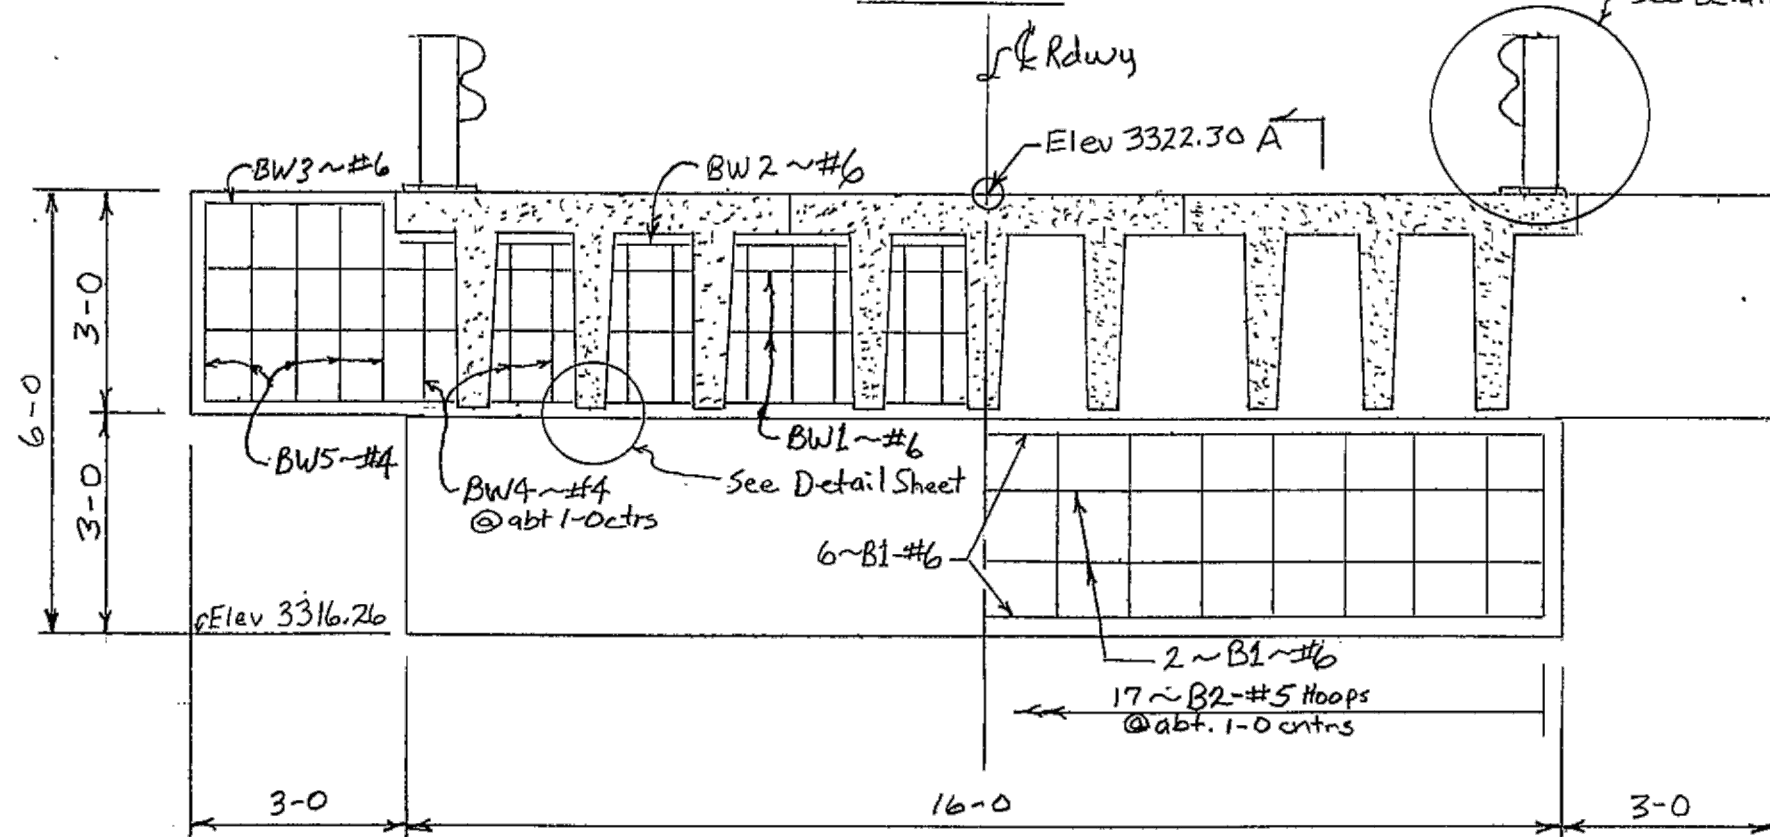 See
℄ Rdwy
Elev 3322.30 A
BW3~#6
BW2~#6
3-0
6-0
3-0
BW5~#4
BW4~#4
@ abt 1-0 ctrs
BW1~#6
See Detail Sheet
6~B1-#6
Elev 3316.26
2~B1~#6
17~B2-#5 Hoops
@ abt. 1-0 cntrs
3-0
16-0
3-0